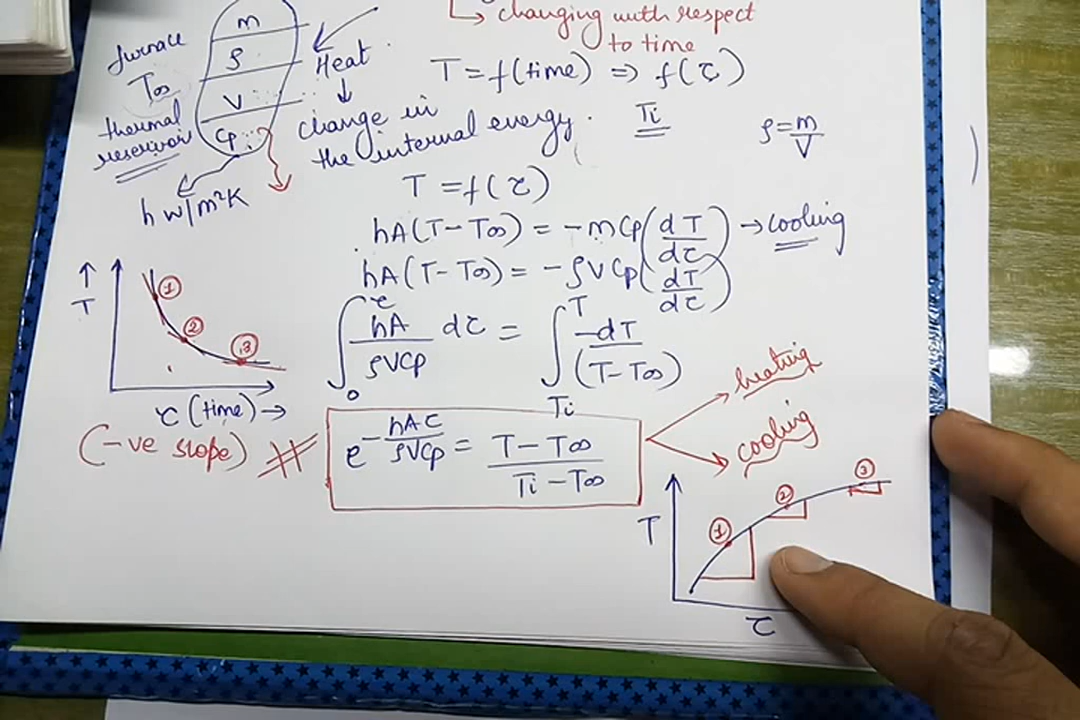 ↳ changing with respect
to time
furnace
T∞
thermal
reservoir
m
ρ
V
Cp
h W/m²K
Heat
↓
change in
the internal energy.
T = f(time) ⇒ f(τ)
Ti
ρ = m/V
T = f(τ)
hA(T-T∞) = -mCp(dT/dτ) → cooling
hA(T-T∞) = -ρVCp(dT/dτ)
∫₀^τ hA/ρVCp dτ = ∫_Ti^T -dT/(T-T∞)
↑
T
①
②
③
τ (time) →
(-ve slope)
e^(-hAτ/ρVCp) = T-T∞/Ti-T∞
heating
cooling
T
①
②
③
τ